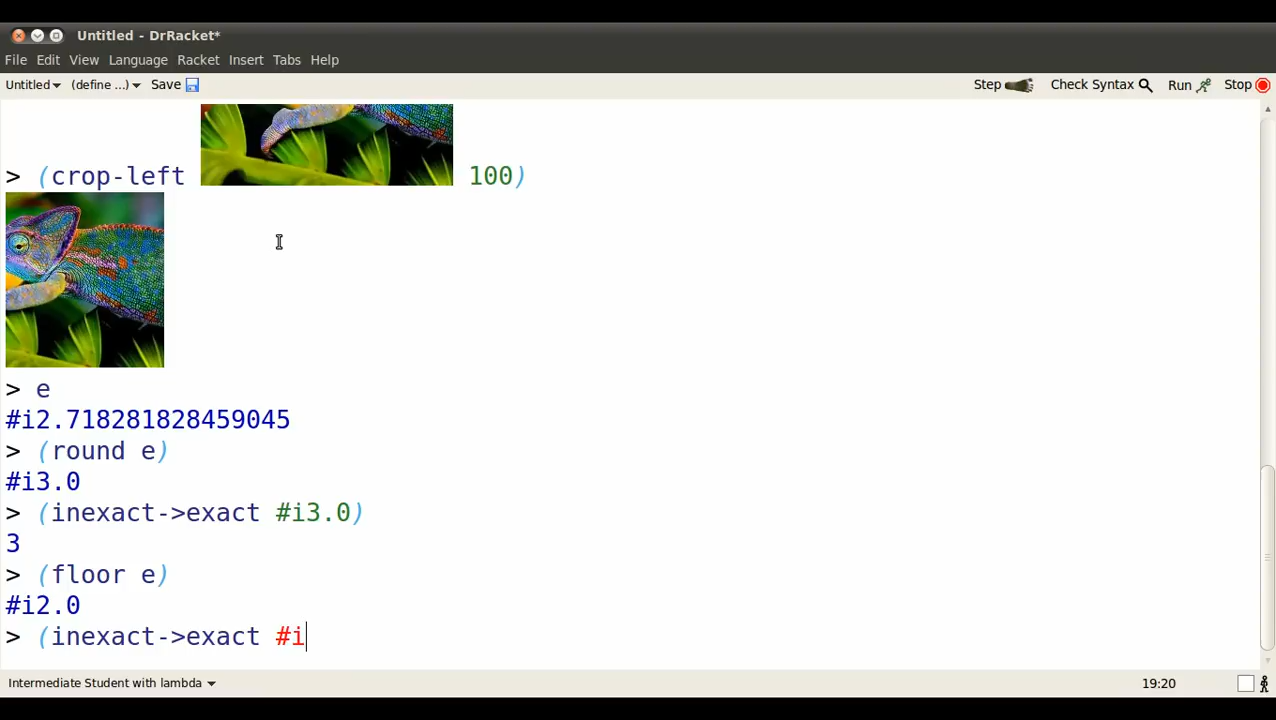 Untitled - DrRacket*
File Edit View Language Racket Insert Tabs Help
Untitled (define ...) Save Step Check Syntax Run Stop
> (crop-left 100)
> e
#i2.718281828459045
> (round e)
#i3.0
> (inexact->exact #i3.0)
3
> (floor e)
#i2.0
> (inexact->exact #i
Intermediate Student with lambda 19:20